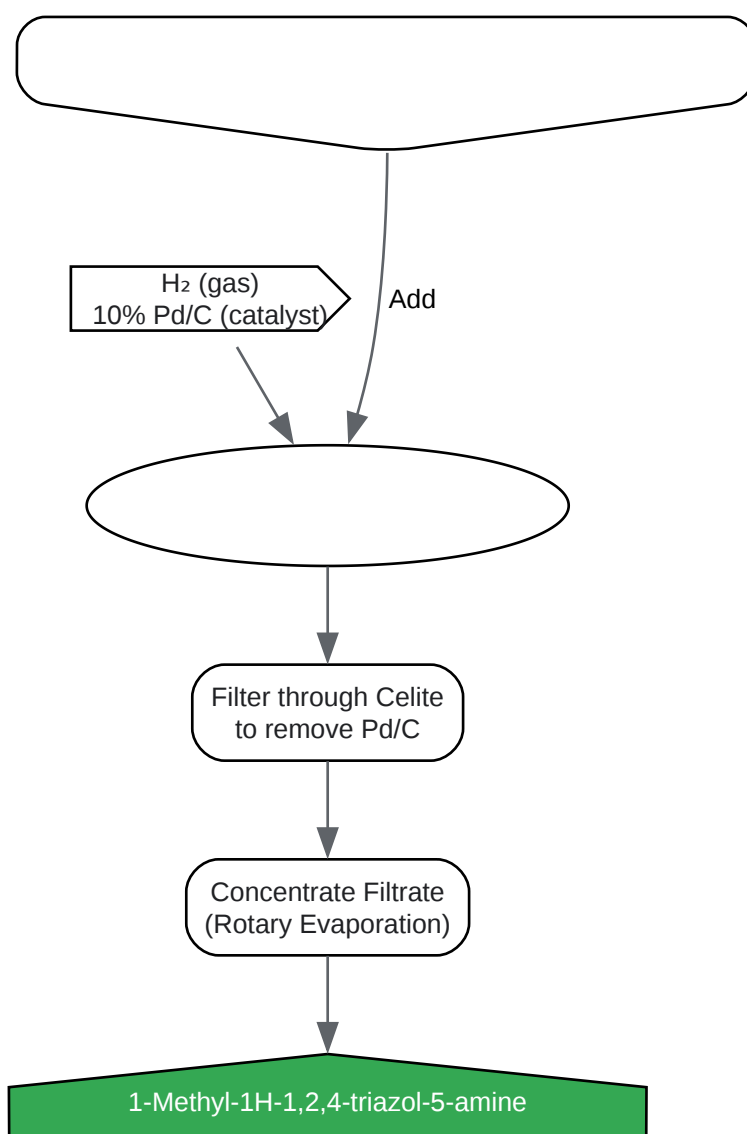 H₂ (gas)
10% Pd/C (catalyst)
Add
Filter through Celite
to remove Pd/C
Concentrate Filtrate
(Rotary Evaporation)
1-Methyl-1H-1,2,4-triazol-5-amine